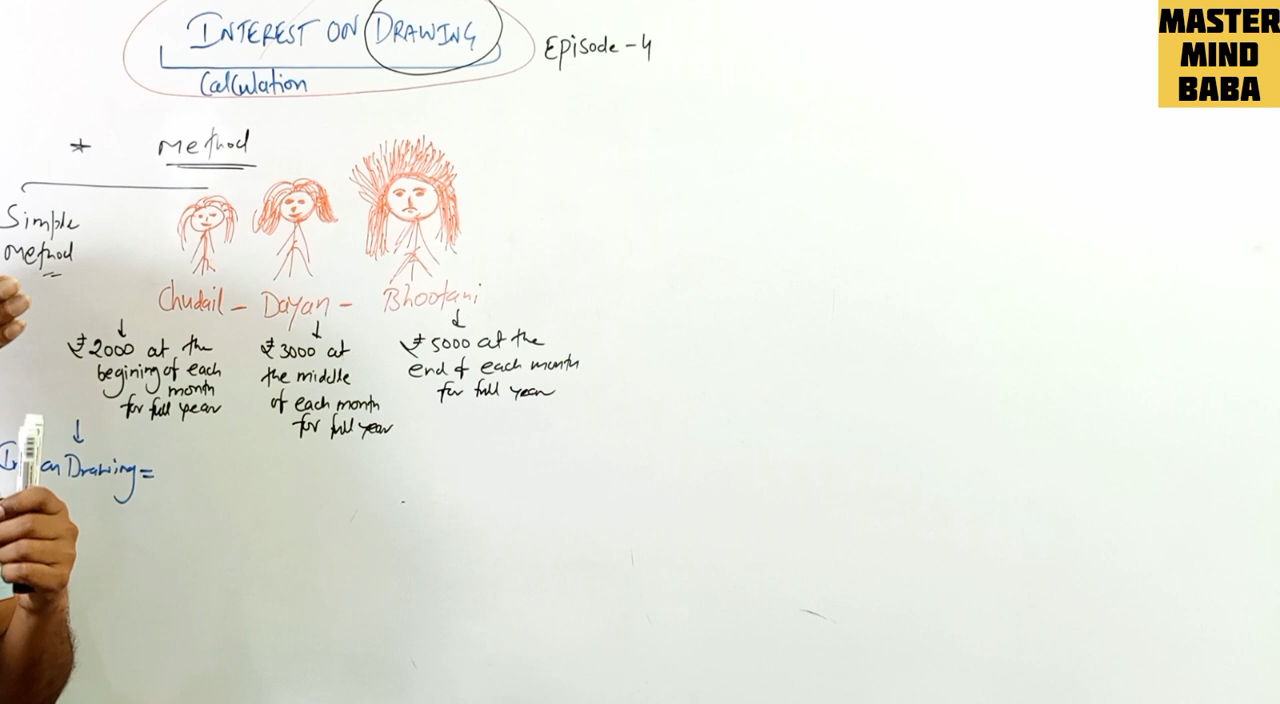 INTEREST ON DRAWING
Calculation
Episode-4
MASTER
MIND
BABA
* Method
Simple
Method
Chudail - Dayan - Bhootani
₹2000 at the
begining of each
month
for full year
₹3000 at
the middle
of each month
for full year
₹5000 at the
end of each month
for full year
on Drawing =